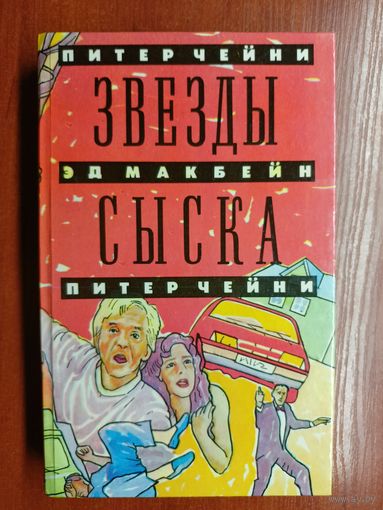 ПИТЕР ЧЕЙНИ
ЗВЕЗДЫ
ЭД МАКБЕЙН
СЫСКА
ПИТЕР ЧЕЙНИ